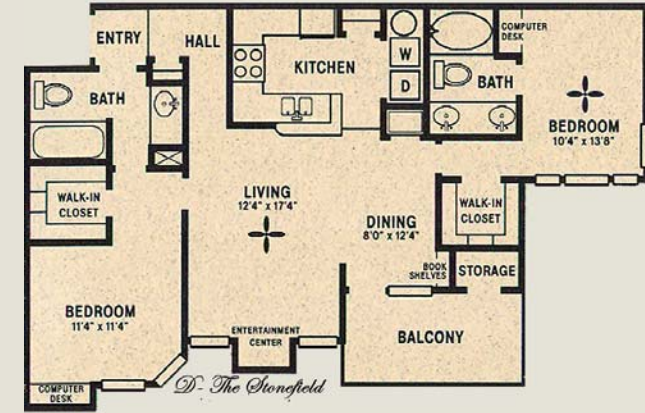 ENTRY
HALL
KITCHEN
W
D
COMPUTER
DESK
BATH
BEDROOM
10'4" x 13'8"
BATH
WALK-IN
CLOSET
LIVING
12'4" x 17'4"
DINING
8'0" x 12'4"
WALK-IN
CLOSET
BOOK
SHELVES
STORAGE
BEDROOM
11'4" x 11'4"
ENTERTAINMENT
CENTER
BALCONY
COMPUTER
DESK
D- The Stonefield